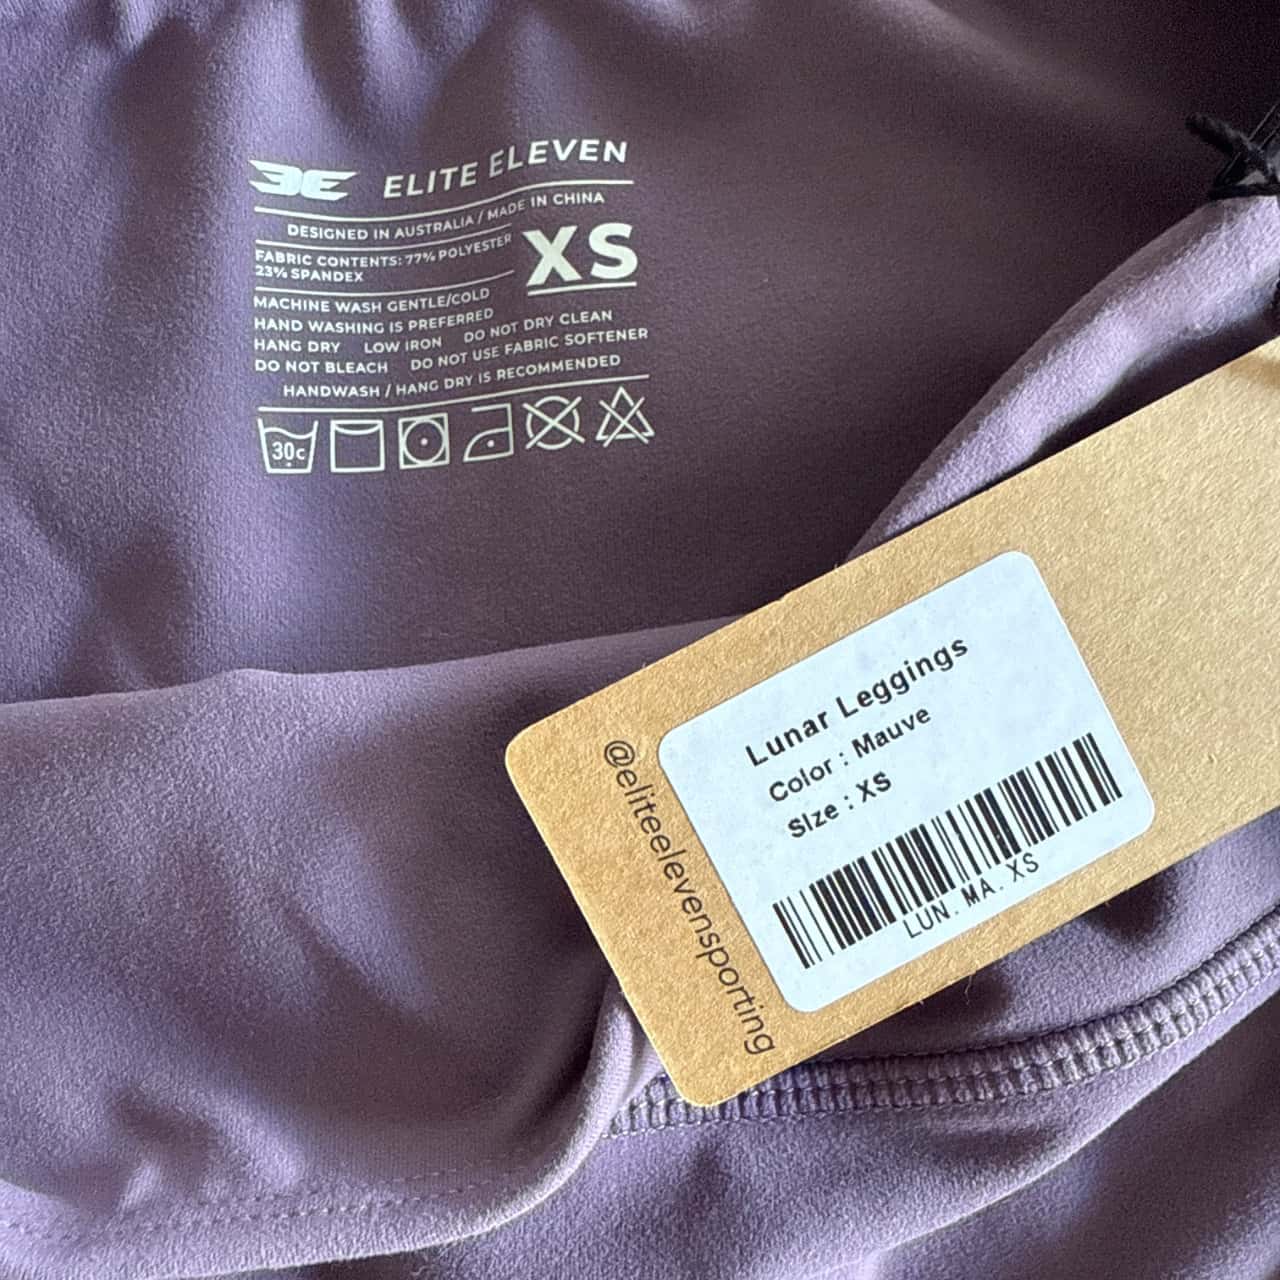 ELITE ELEVEN
DESIGNED IN AUSTRALIA / MADE IN CHINA
FABRIC CONTENTS: 77% POLYESTER
23% SPANDEX
XS
MACHINE WASH GENTLE/COLD
HAND WASHING IS PREFERRED
HANG DRY LOW IRON DO NOT DRY CLEAN
DO NOT BLEACH DO NOT USE FABRIC SOFTENER
HANDWASH / HANG DRY IS RECOMMENDED
30c
@eliteelevensporting
Lunar Leggings
Color : Mauve
Size : XS
LUN. MA. XS